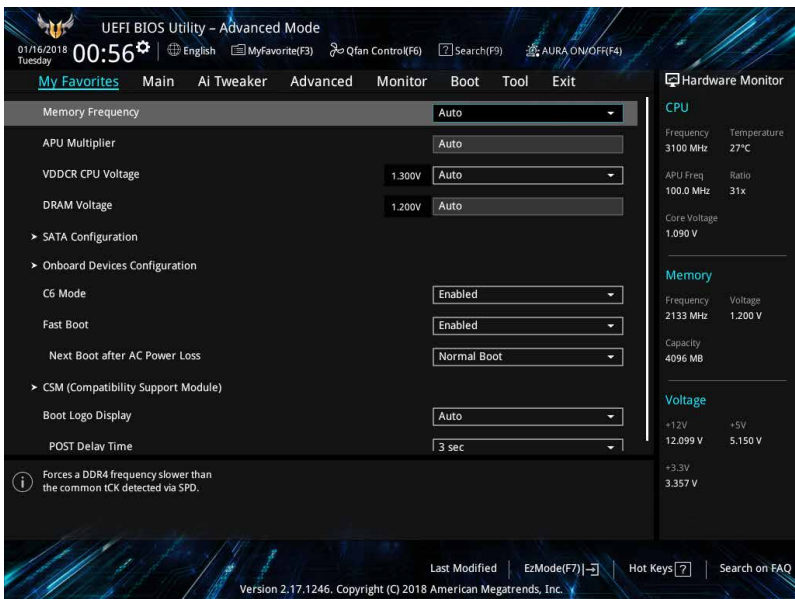 UEFI BIOS Utility – Advanced Mode
01/16/2018 Tuesday 00:56 English MyFavorite(F3) Qfan Control(F6) ? Search(F9) AURA ON/OFF(F4)
My Favorites Main Ai Tweaker Advanced Monitor Boot Tool Exit
Hardware Monitor
Memory Frequency Auto
APU Multiplier Auto
VDDCR CPU Voltage 1.300V Auto
DRAM Voltage 1.200V Auto
> SATA Configuration
> Onboard Devices Configuration
C6 Mode Enabled
Fast Boot Enabled
Next Boot after AC Power Loss Normal Boot
> CSM (Compatibility Support Module)
Boot Logo Display Auto
POST Delay Time 3 sec
Forces a DDR4 frequency slower than
the common tCK detected via SPD.
CPU
Frequency Temperature
3100 MHz 27°C
APU Freq Ratio
100.0 MHz 31x
Core Voltage
1.090 V
Memory
Frequency Voltage
2133 MHz 1.200 V
Capacity
4096 MB
Voltage
+12V +5V
12.099 V 5.150 V
+3.3V
3.357 V
Last Modified EzMode(F7) Hot Keys ? Search on FAQ
Version 2.17.1246. Copyright (C) 2018 American Megatrends, Inc.